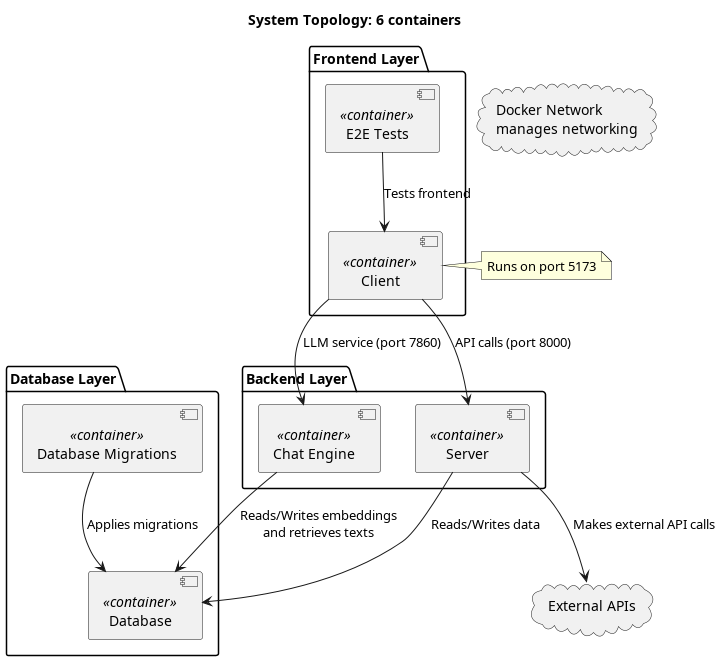 System Topology: 6 containers
Frontend Layer
«container»
E2E Tests
Docker Network
manages networking
Tests frontend
«container»
Client
Runs on port 5173
LLM service (port 7860)
API calls (port 8000)
Database Layer
Backend Layer
«container»
Database Migrations
«container»
Chat Engine
«container»
Server
Applies migrations
Reads/Writes embeddings
and retrieves texts
Reads/Writes data
Makes external API calls
«container»
Database
External APIs